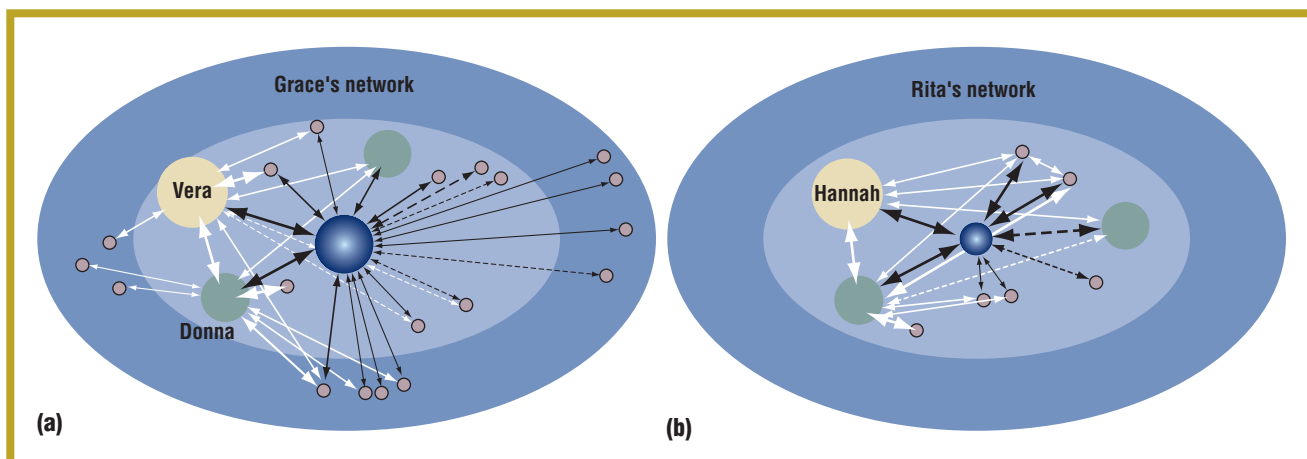 Grace's network
Rita's network
Vera
Hannah
Donna
(a)
(b)